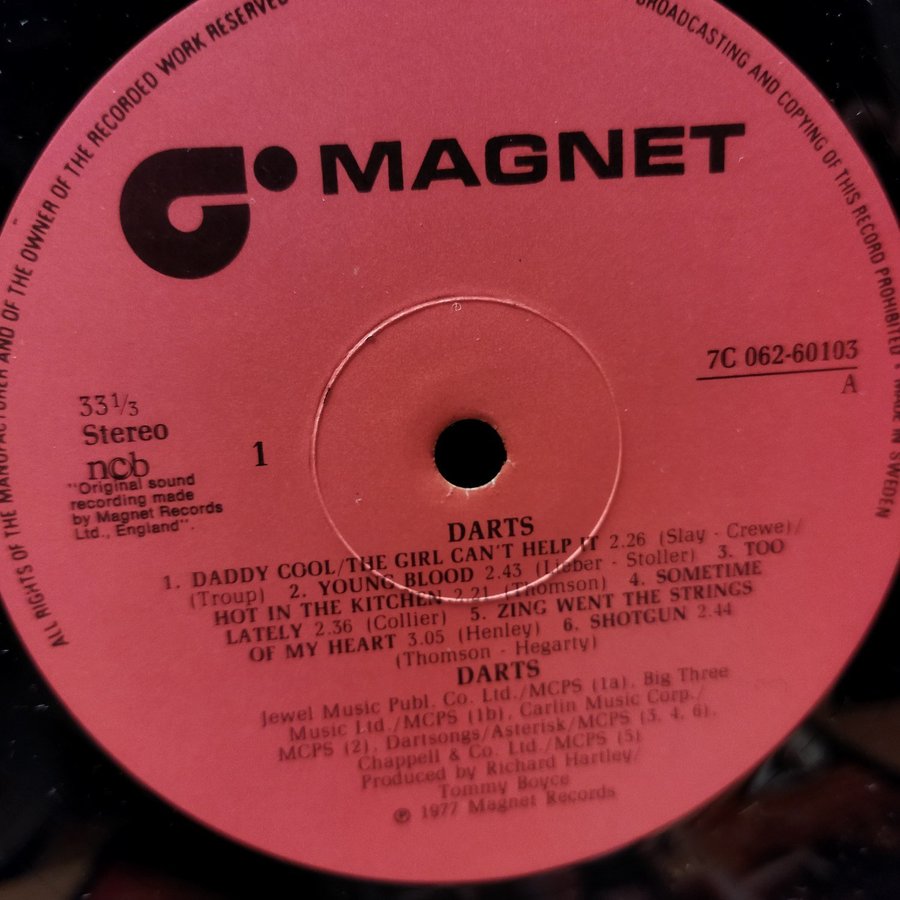 ALL RIGHTS OF THE MANUFACTURER AND OF THE OWNER OF THE RECORDED WORK RESERVED
BROADCASTING AND COPYING OF THIS RECORD PROHIBITED • MADE IN SWEDEN
MAGNET
7C 062-60103
A
33 1/3
Stereo
ncb
"Original sound
recording made
by Magnet Records
Ltd., England".
1
DARTS
1. DADDY COOL/THE GIRL CAN'T HELP IT 2.26 (Slay - Crewe)/
(Troup) 2. YOUNG BLOOD 2.43 (Lieber - Stoller) 3. TOO
HOT IN THE KITCHEN 2.21 (Thomson) 4. SOMETIME
LATELY 2.36 (Collier) 5. ZING WENT THE STRINGS
OF MY HEART 3.05 (Henley) 6. SHOTGUN 2.44
(Thomson - Hegarty)
DARTS
Jewel Music Publ. Co. Ltd./MCPS (1a), Big Three
Music Ltd./MCPS (1b), Carlin Music Corp./
MCPS (2), Dartsongs/Asterisk/MCPS (3, 4, 6),
Chappell & Co. Ltd./MCPS (5)
Produced by Richard Hartley/
Tommy Boyce
℗ 1977 Magnet Records